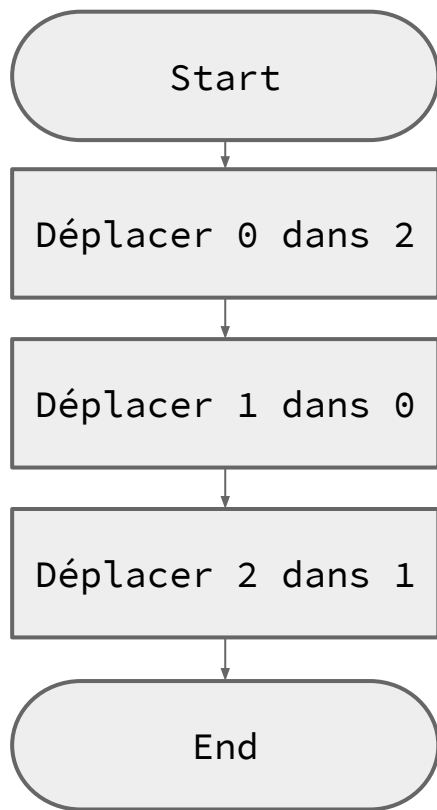 Start
Déplacer 0 dans 2
Déplacer 1 dans 0
Déplacer 2 dans 1
End